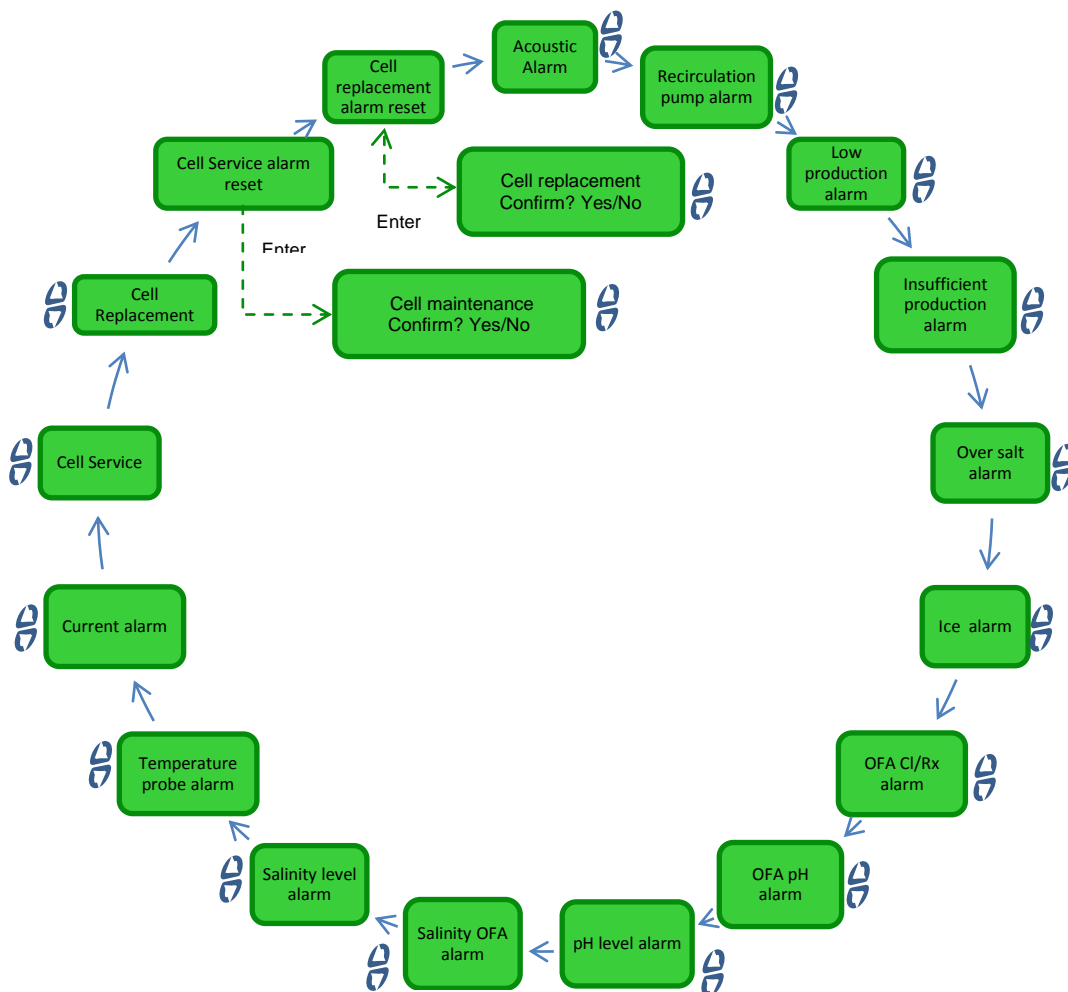 Acoustic
Alarm
Recirculation
pump alarm
Low
production
alarm
Insufficient
production
alarm
Over salt
alarm
Ice  alarm
OFA Cl/Rx
alarm
OFA pH
alarm
pH level alarm
Salinity OFA
alarm
Salinity level
alarm
Temperature
probe alarm
Current alarm
Cell Service
Cell
Replacement
Cell Service alarm
reset
Cell
replacement
alarm reset
Cell replacement
Confirm? Yes/No
Enter
Enter
Cell maintenance
Confirm? Yes/No